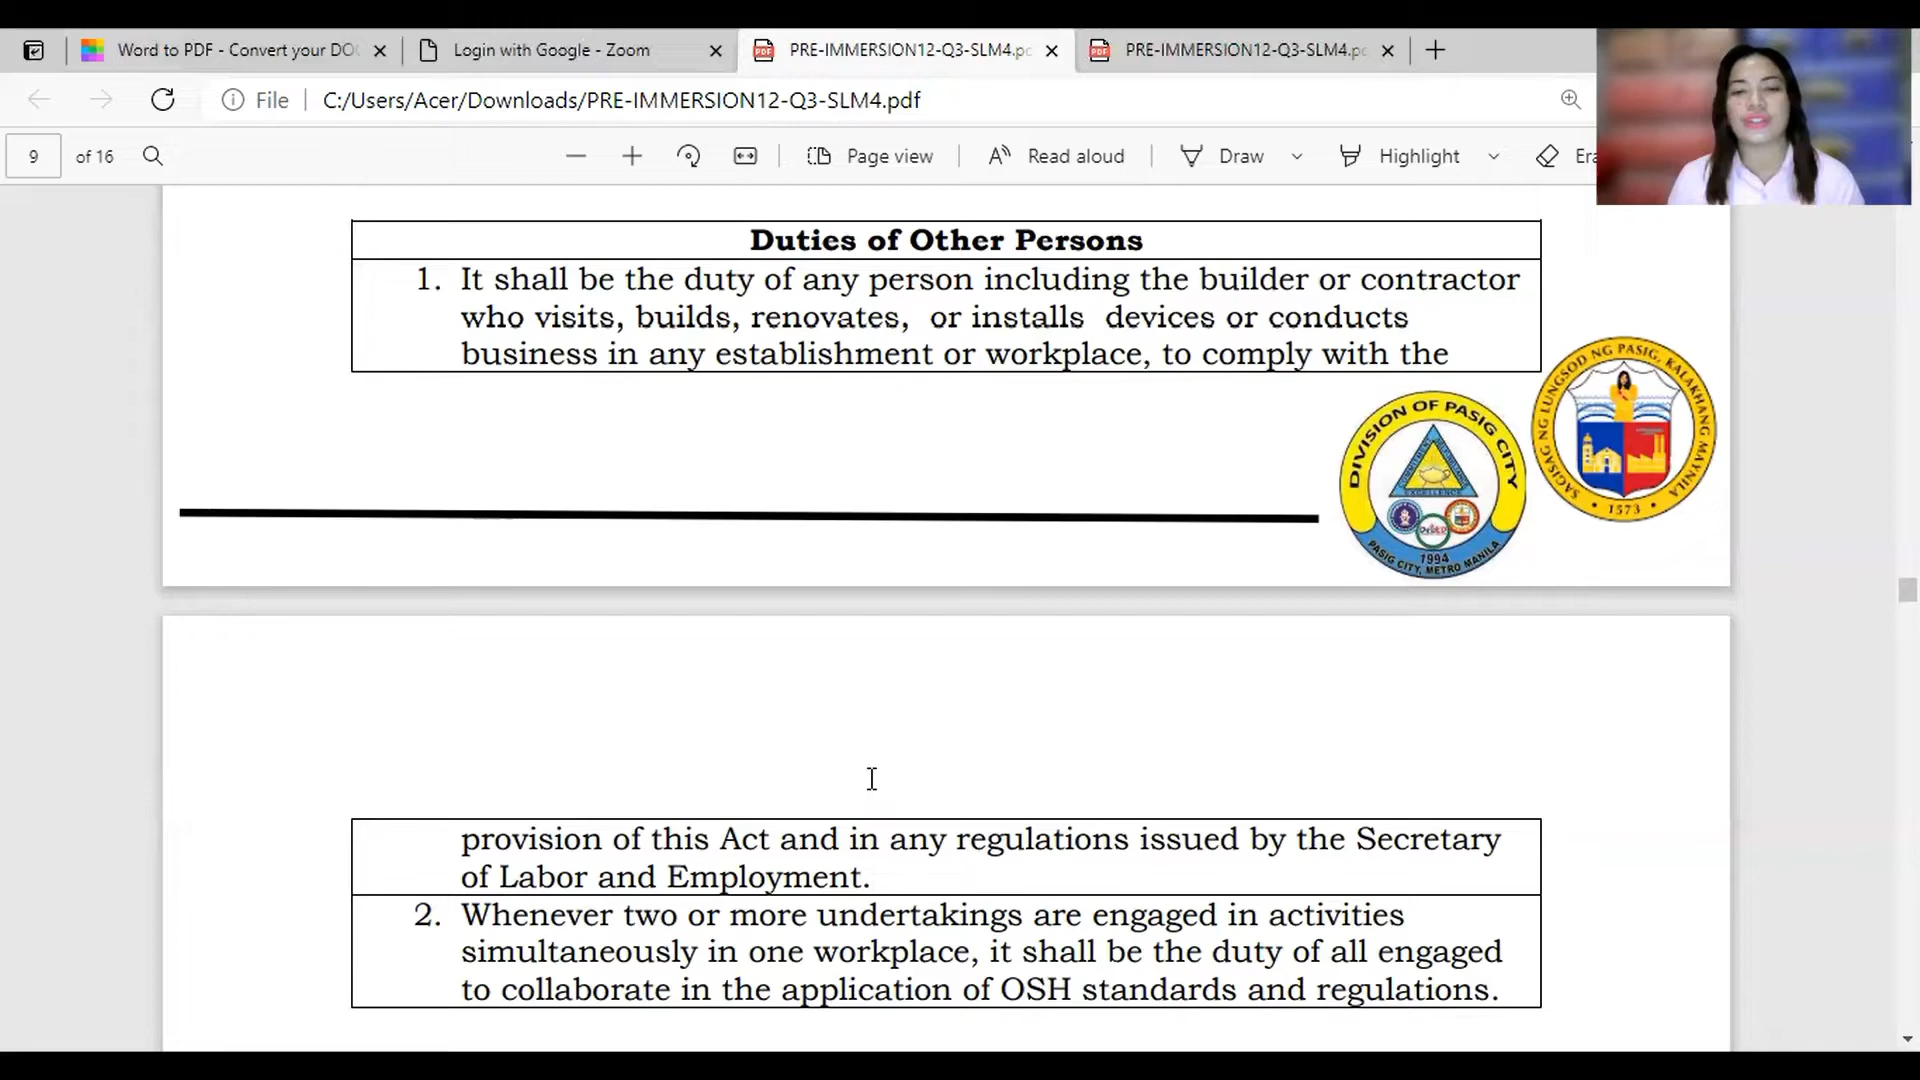 Word to PDF - Convert your DO
Login with Google - Zoom
PRE-IMMERSION12-Q3-SLM4.pc
PRE-IMMERSION12-Q3-SLM4.pc
File
C:/Users/Acer/Downloads/PRE-IMMERSION12-Q3-SLM4.pdf
9 of 16
Page view
Read aloud
Draw
Highlight
Era
Duties of Other Persons
1. It shall be the duty of any person including the builder or contractor
who visits, builds, renovates, or installs devices or conducts
business in any establishment or workplace, to comply with the
DIVISION OF PASIG CITY
EXCELLENCE
DepED
1994
PASIG CITY, METRO MANILA
SAGISAG NG LUNGSOD NG PASIG, KALAKHANG MAYNILA
1573
provision of this Act and in any regulations issued by the Secretary
of Labor and Employment.
2. Whenever two or more undertakings are engaged in activities
simultaneously in one workplace, it shall be the duty of all engaged
to collaborate in the application of OSH standards and regulations.